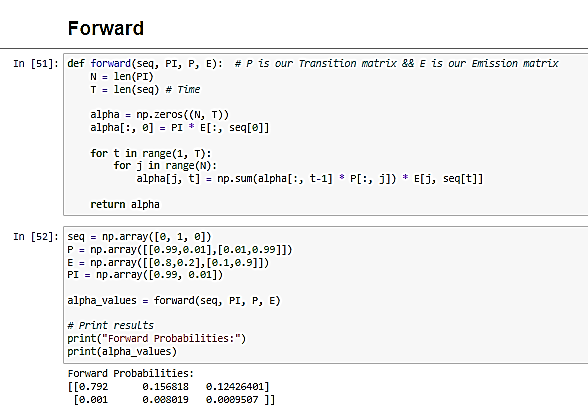 Forward
In [51]: def forward(seq, PI, P, E):  # P is our Transition matrix && E is our Emission matrix
    N = len(PI)
    T = len(seq) # Time
    alpha = np.zeros((N, T))
    alpha[:, 0] = PI * E[:, seq[0]]
    for t in range(1, T):
        for j in range(N):
            alpha[j, t] = np.sum(alpha[:, t-1] * P[:, j]) * E[j, seq[t]]
    return alpha
In [52]: seq = np.array([0, 1, 0])
P = np.array([[0.99,0.01],[0.01,0.99]])
E = np.array([[0.8,0.2],[0.1,0.9]])
PI = np.array([0.99, 0.01])
alpha_values = forward(seq, PI, P, E)
# Print results
print("Forward Probabilities:")
print(alpha_values)
Forward Probabilities:
[[0.792      0.156818   0.12426401]
 [0.001      0.008019   0.0009507 ]]